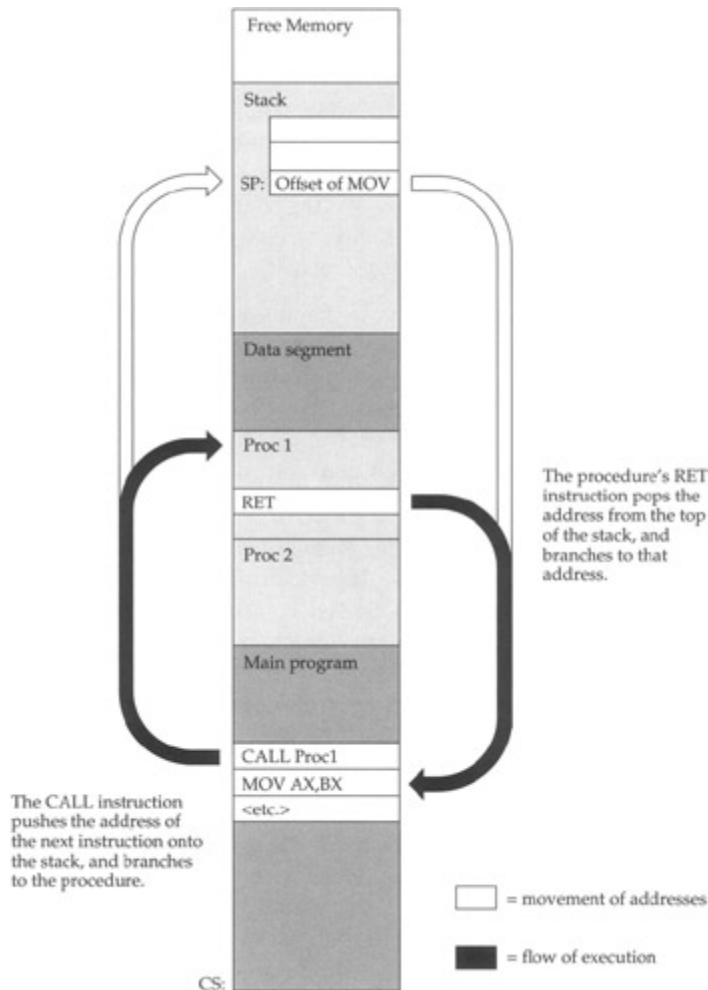 Free Memory
Stack
SP: Offset of MOV
Data segment
Proc 1
RET
Proc 2
Main program
CALL Proc1
MOV AX,BX
<etc.>
CS:
The procedure's RET
instruction pops the
address from the top
of the stack, and
branches to that
address.
The CALL instruction
pushes the address of
the next instruction onto
the stack, and branches
to the procedure.
= movement of addresses
= flow of execution